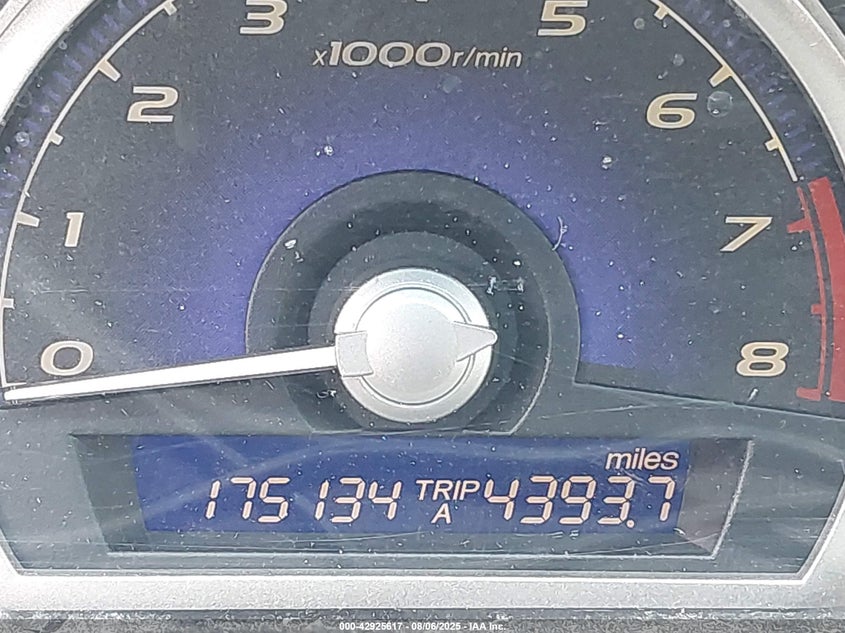 3 5
x1000r/min
2 6
1 7
0 8
miles
175134 TRIP A 4393.7
000-42925617 - 08/06/2025 - IAA Inc.